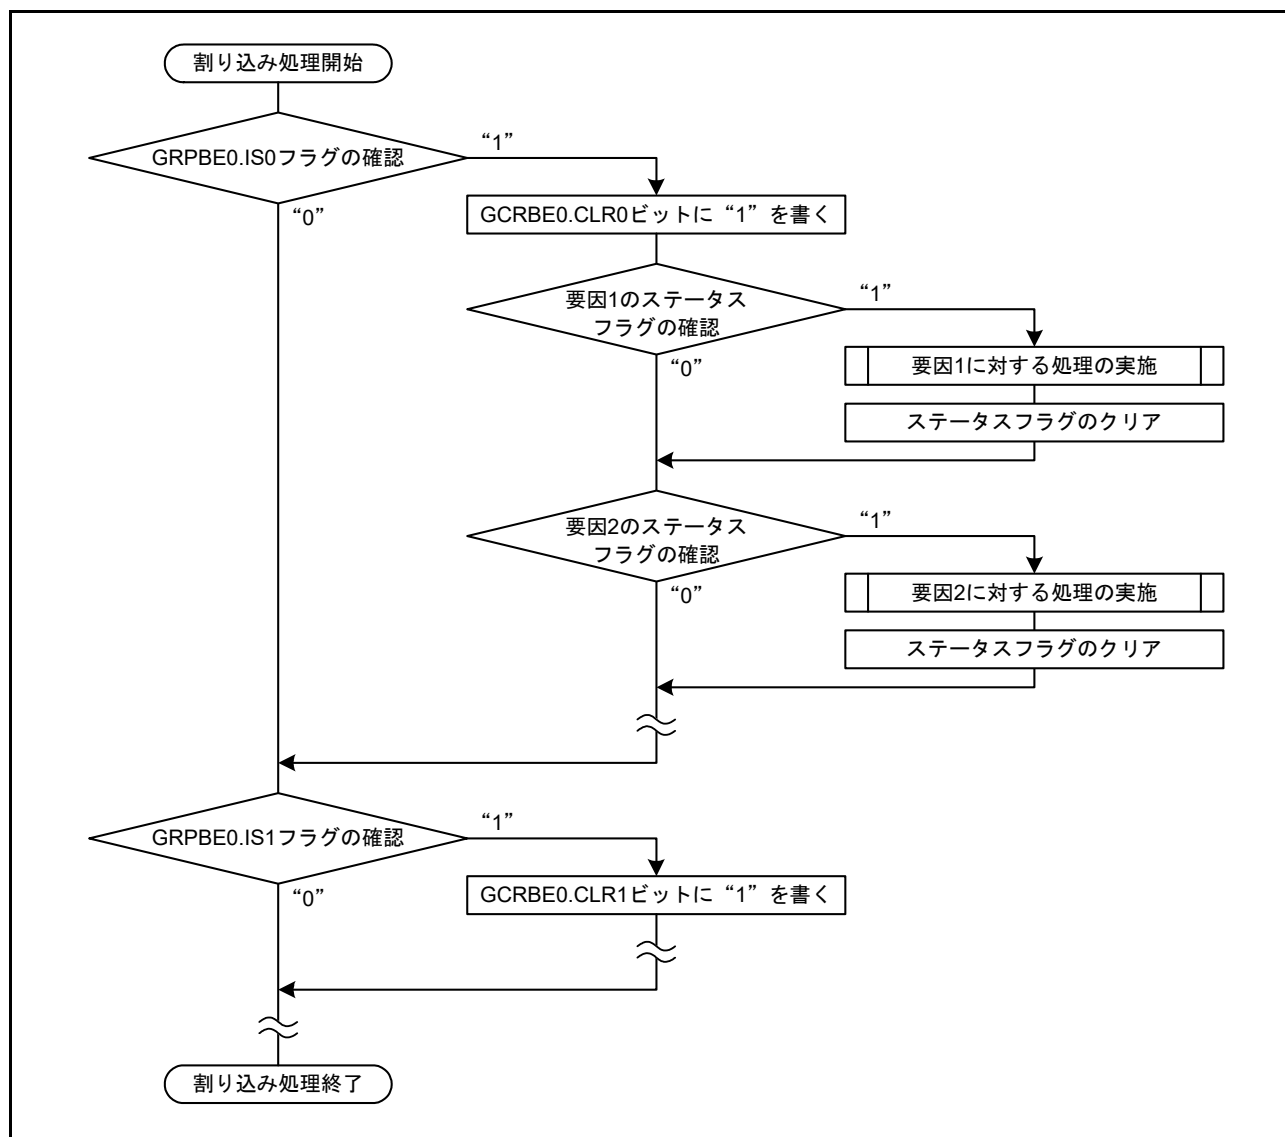 割り込み処理開始
GRPBE0.IS0フラグの確認
“1”
“0”
GCRBE0.CLR0ビットに“1”を書く
要因1のステータス
フラグの確認
“1”
“0”
要因1に対する処理の実施
ステータスフラグのクリア
要因2のステータス
フラグの確認
“1”
“0”
要因2に対する処理の実施
ステータスフラグのクリア
GRPBE0.IS1フラグの確認
“1”
“0”
GCRBE0.CLR1ビットに“1”を書く
割り込み処理終了